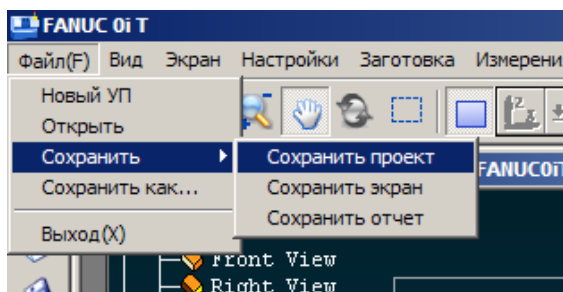 FANUC 0i T
Файл(F) Вид Экран Настройки Заготовка Измерени
Новый УП
Открыть
Сохранить
Сохранить проект
FANUC0iT
Сохранить как...
Сохранить экран
Сохранить отчет
Выход(X)
Front View
Right View